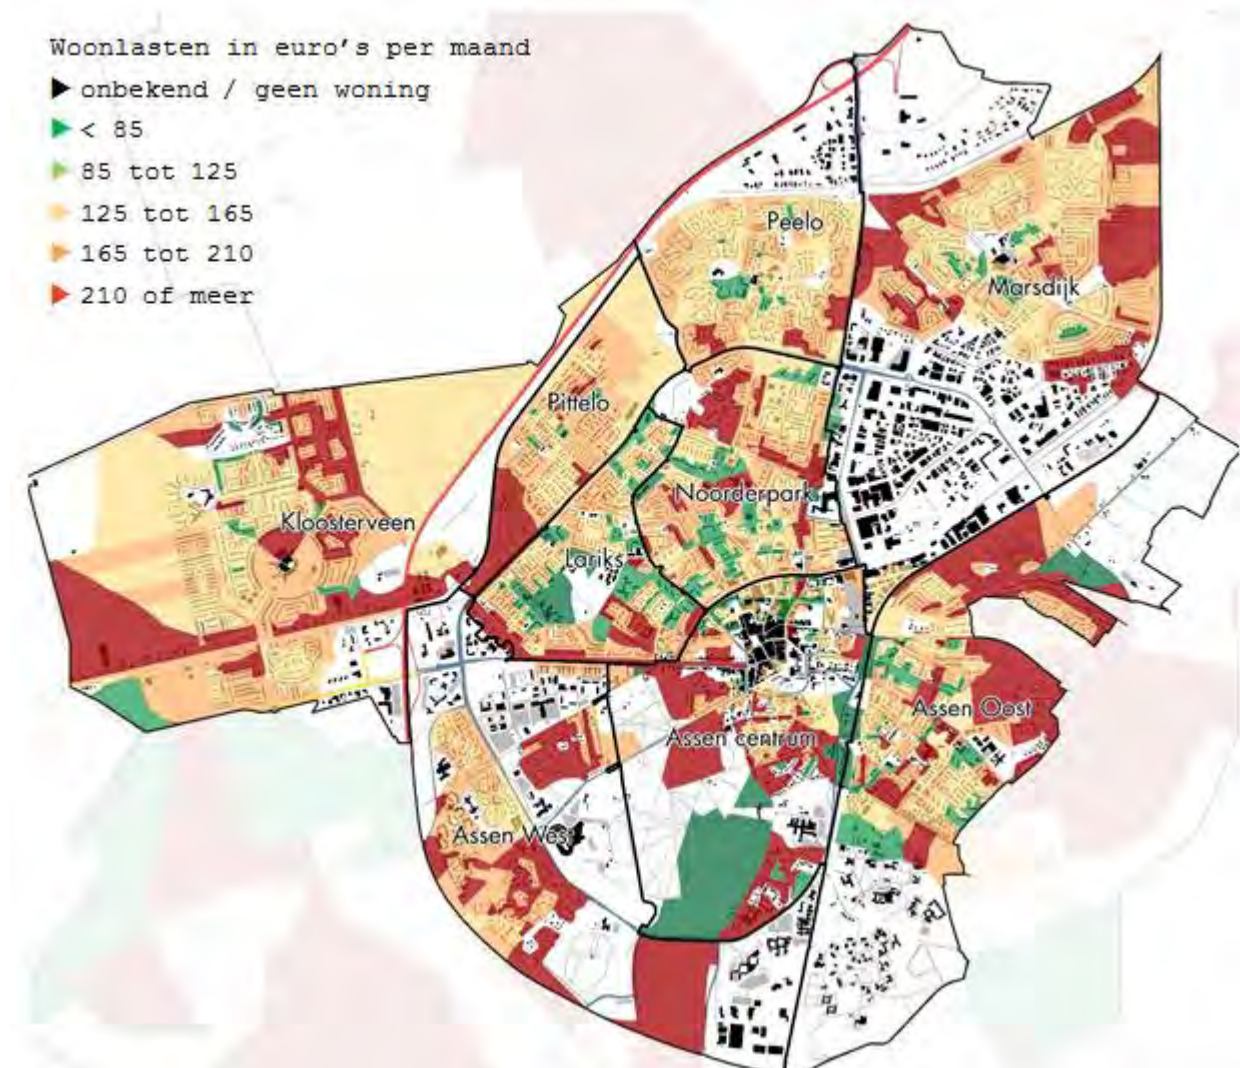 Woonlasten in euro's per maand
onbekend / geen woning
< 85
85 tot 125
125 tot 165
165 tot 210
210 of meer
Peelo
Marsdijk
Pittelo
Noorderpark
Kloosterveen
Lariks
Assen Oost
Assen centrum
Assen West